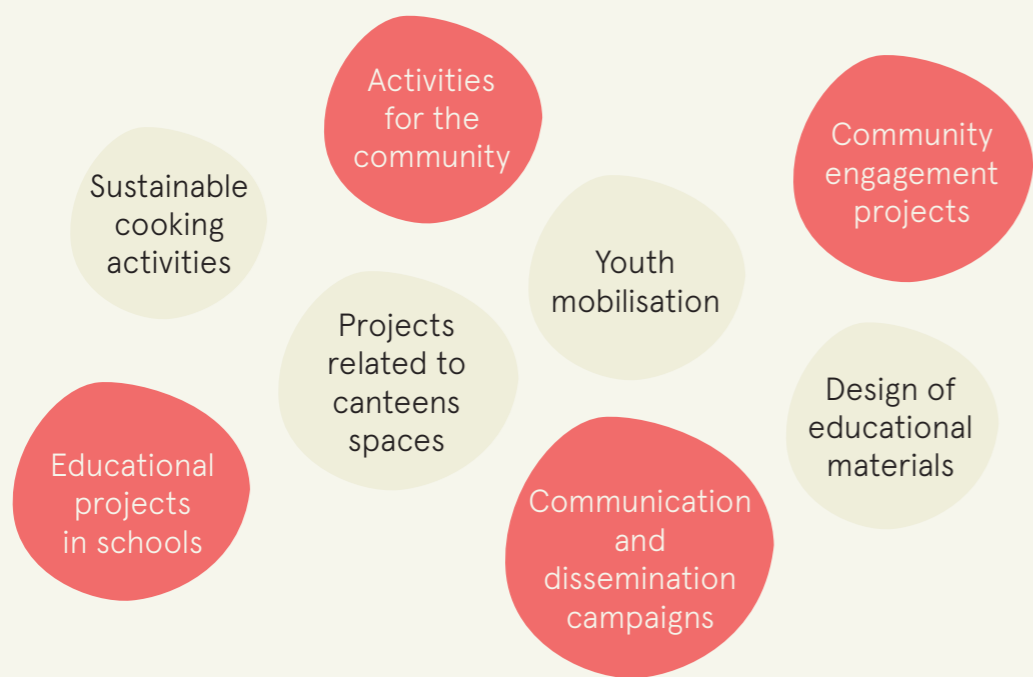 Activities
for the
community
Community
engagement
projects
Sustainable
cooking
activities
Youth
mobilisation
Projects
related to
canteens
spaces
Design of
educational
materials
Educational
projects
in schools
Communication
and
dissemination
campaigns